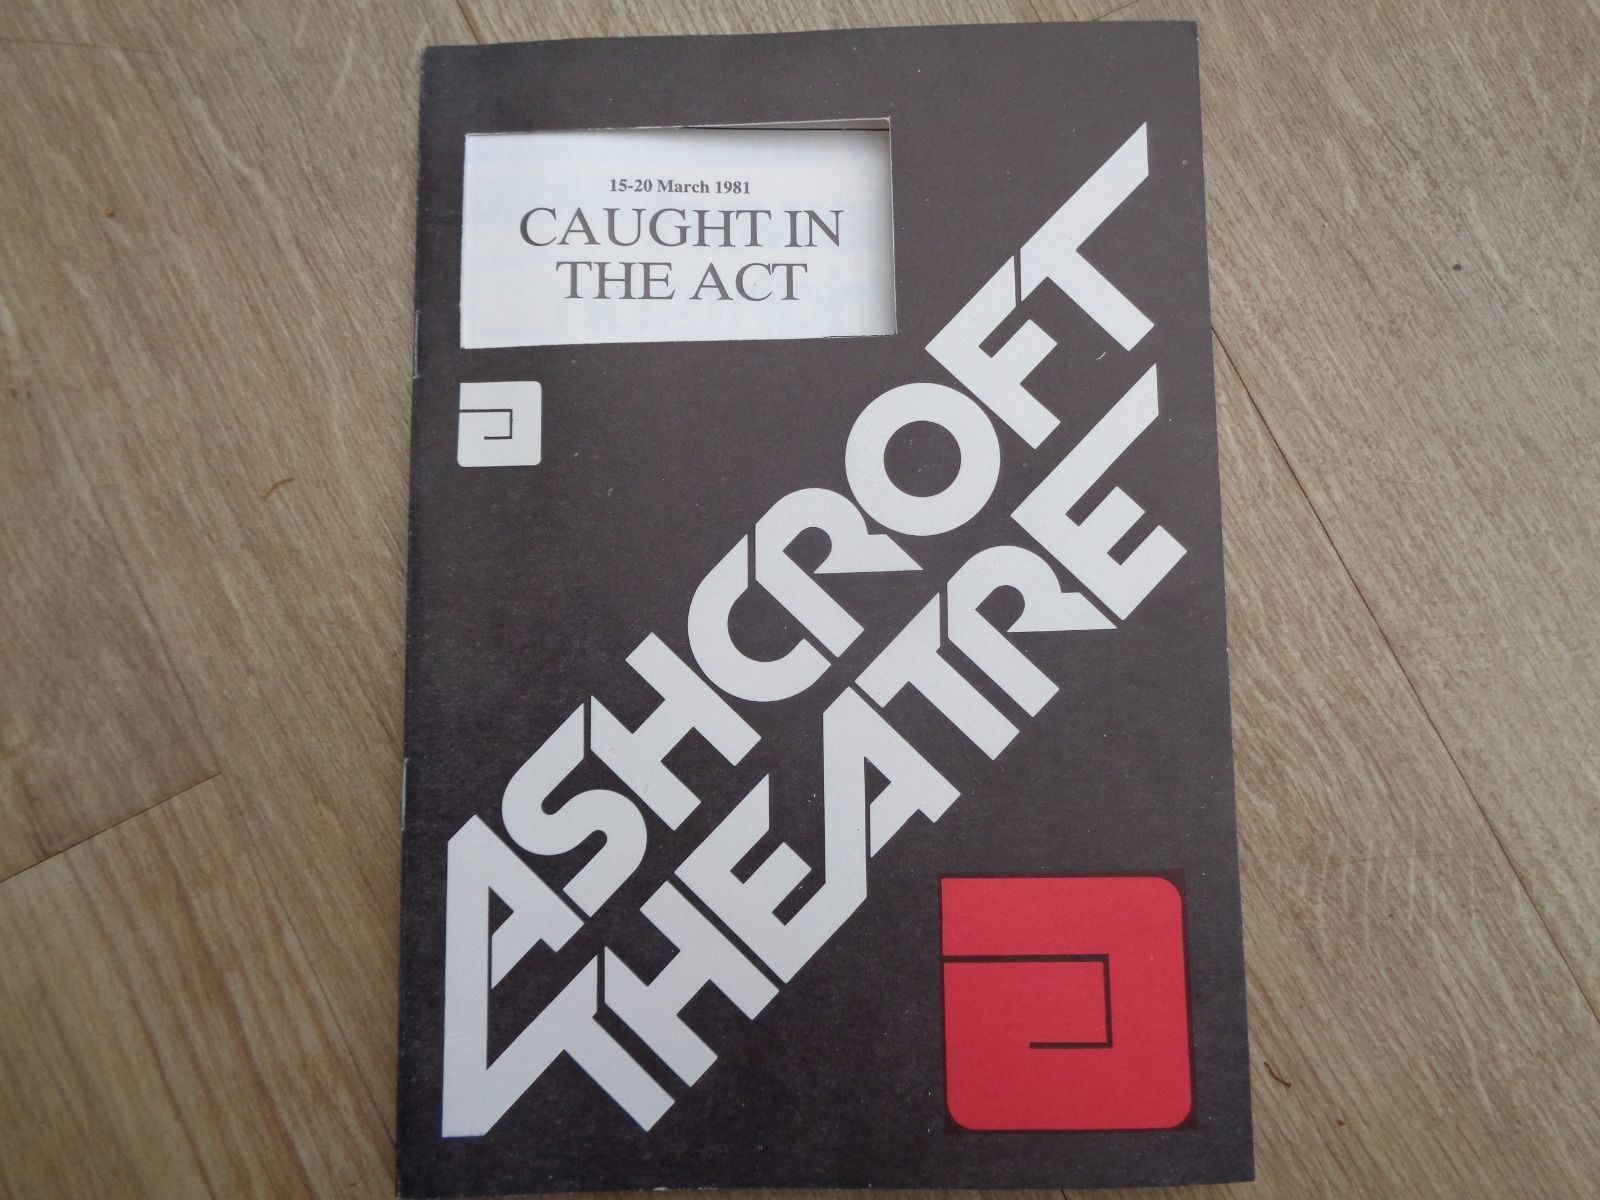 15-20 March 1981
CAUGHT IN
THE ACT
ASHCROFT
THEATRE